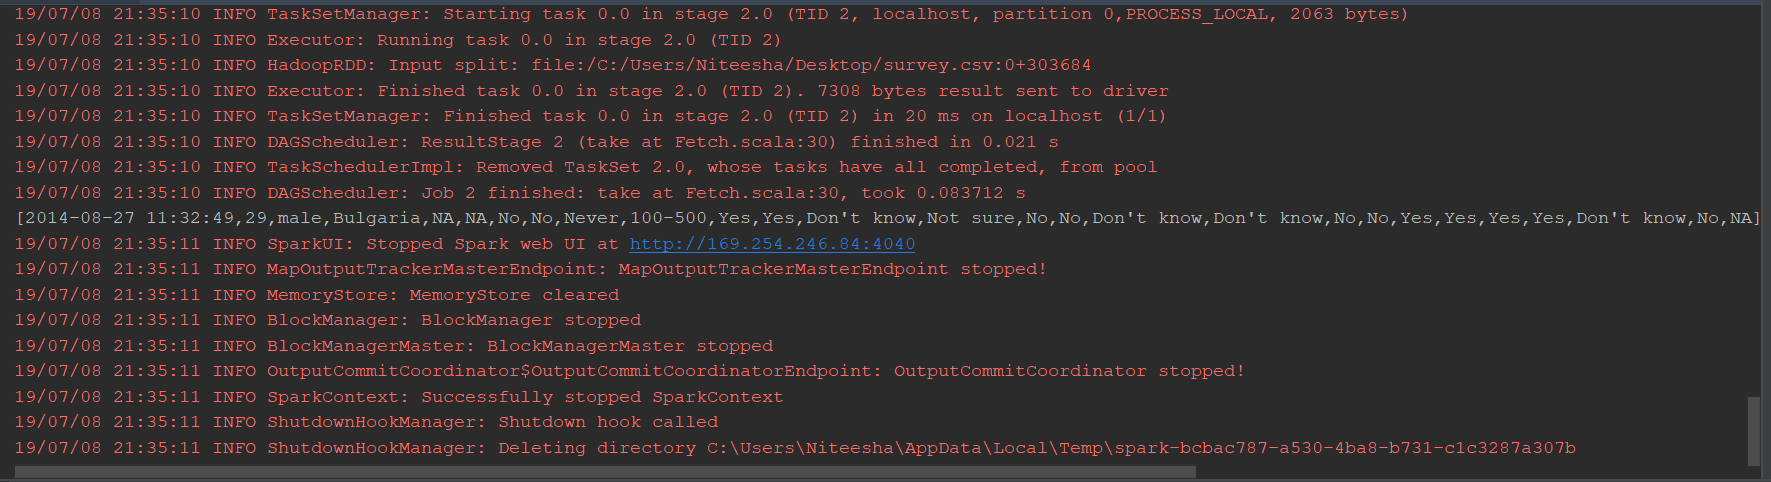 19/07/08 21:35:10 INFO TaskSetManager: Starting task 0.0 in stage 2.0 (TID 2, localhost, partition 0,PROCESS_LOCAL, 2063 bytes)
19/07/08 21:35:10 INFO Executor: Running task 0.0 in stage 2.0 (TID 2)
19/07/08 21:35:10 INFO HadoopRDD: Input split: file:/C:/Users/Niteesha/Desktop/survey.csv:0+303684
19/07/08 21:35:10 INFO Executor: Finished task 0.0 in stage 2.0 (TID 2). 7308 bytes result sent to driver
19/07/08 21:35:10 INFO TaskSetManager: Finished task 0.0 in stage 2.0 (TID 2) in 20 ms on localhost (1/1)
19/07/08 21:35:10 INFO DAGScheduler: ResultStage 2 (take at Fetch.scala:30) finished in 0.021 s
19/07/08 21:35:10 INFO TaskSchedulerImpl: Removed TaskSet 2.0, whose tasks have all completed, from pool
19/07/08 21:35:10 INFO DAGScheduler: Job 2 finished: take at Fetch.scala:30, took 0.083712 s
[2014-08-27 11:32:49,29,male,Bulgaria,NA,NA,No,No,Never,100-500,Yes,Yes,Don't know,Not sure,No,No,Don't know,Don't know,No,No,Yes,Yes,Yes,Yes,Don't know,No,NA]
19/07/08 21:35:11 INFO SparkUI: Stopped Spark web UI at http://169.254.246.84:4040
19/07/08 21:35:11 INFO MapOutputTrackerMasterEndpoint: MapOutputTrackerMasterEndpoint stopped!
19/07/08 21:35:11 INFO MemoryStore: MemoryStore cleared
19/07/08 21:35:11 INFO BlockManager: BlockManager stopped
19/07/08 21:35:11 INFO BlockManagerMaster: BlockManagerMaster stopped
19/07/08 21:35:11 INFO OutputCommitCoordinator$OutputCommitCoordinatorEndpoint: OutputCommitCoordinator stopped!
19/07/08 21:35:11 INFO SparkContext: Successfully stopped SparkContext
19/07/08 21:35:11 INFO ShutdownHookManager: Shutdown hook called
19/07/08 21:35:11 INFO ShutdownHookManager: Deleting directory C:\Users\Niteesha\AppData\Local\Temp\spark-bcbac787-a530-4ba8-b731-c1c3287a307b